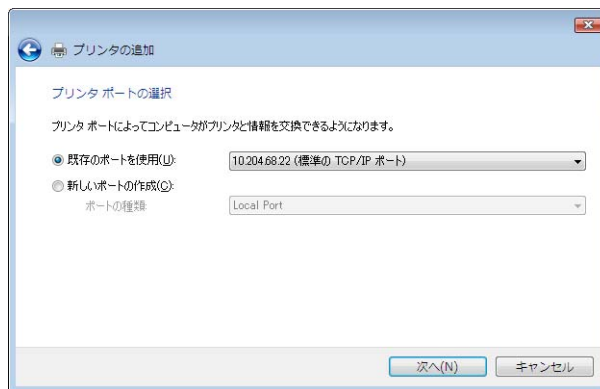 プリンタの追加
プリンタ ポートの選択
プリンタ ポートによってコンピュータがプリンタと情報を交換できるようになります。
既存のポートを使用(U): 10.204.68.22 (標準の TCP/IP ポート)
新しいポートの作成(C):
ポートの種類: Local Port
次へ(N) キャンセル